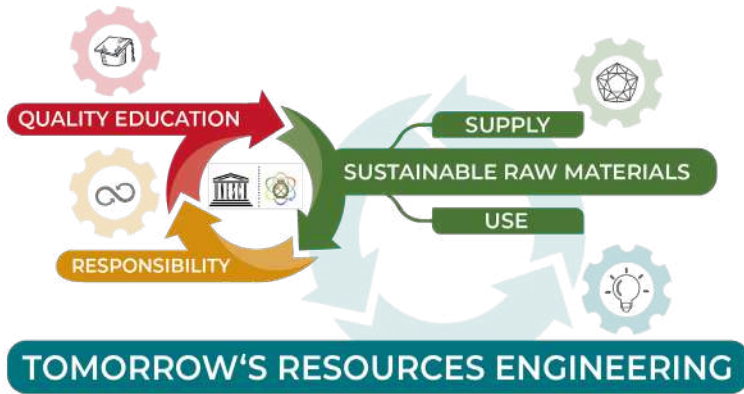 QUALITY EDUCATION
SUPPLY
SUSTAINABLE RAW MATERIALS
USE
RESPONSIBILITY
TOMORROW‘S RESOURCES ENGINEERING